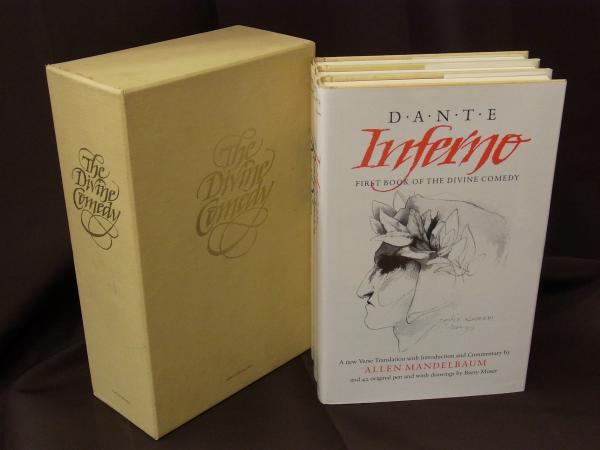 The
Divine
Comedy
The
Divine
Comedy
D·A·N·T·E
Inferno
FIRST BOOK OF THE DIVINE COMEDY
A new Verse Translation with Introduction and Commentary by
ALLEN MANDELBAUM
and 42 original pen and wash drawings by Barry Moser